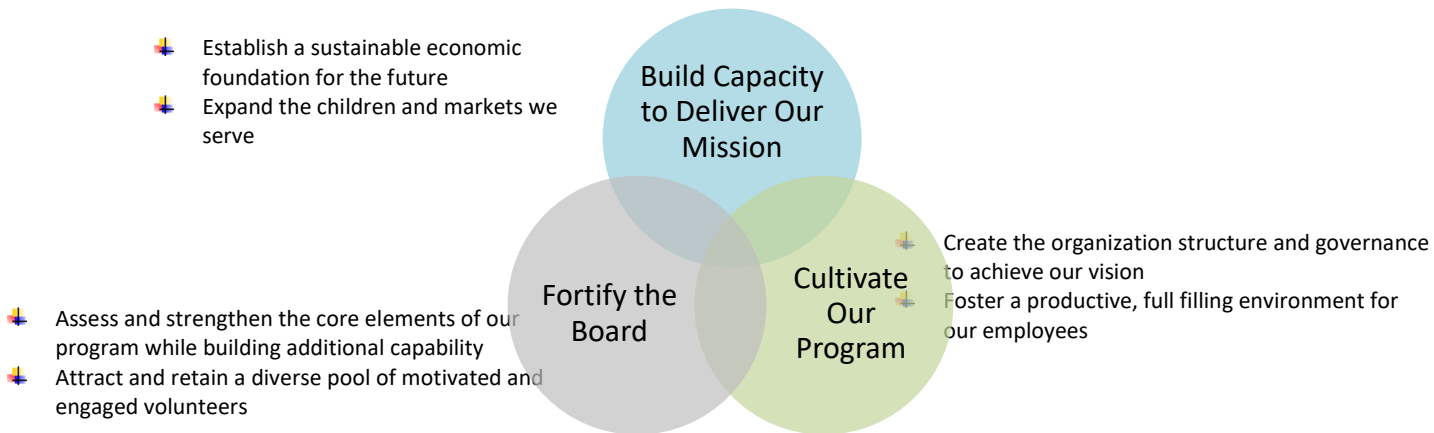 Establish a sustainable economic
foundation for the future
Expand the children and markets we
serve
Build Capacity
to Deliver Our
Mission
Create the organization structure and governance
to achieve our vision
Foster a productive, full filling environment for
our employees
Cultivate
Our
Program
Fortify the
Board
Assess and strengthen the core elements of our
program while building additional capability
Attract and retain a diverse pool of motivated and
engaged volunteers